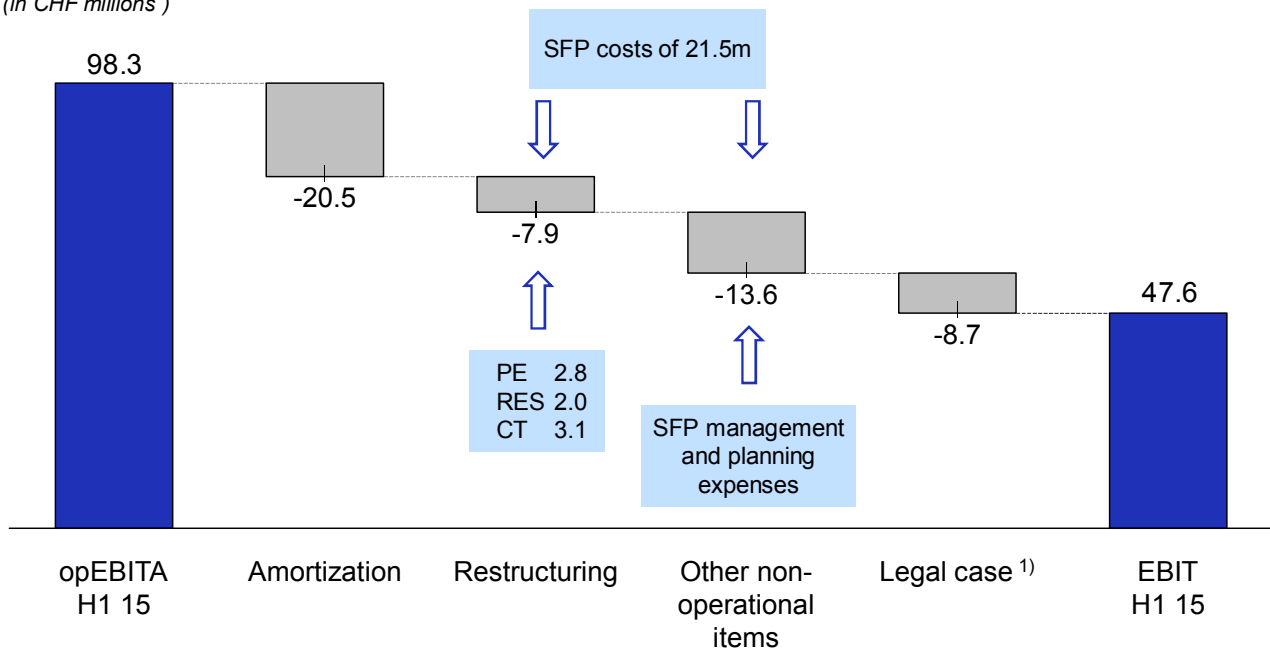 (in CHF millions )
SFP costs of 21.5m
98.3
-20.5
-7.9
-13.6
-8.7
47.6
PE 2.8
RES 2.0
CT 3.1
SFP management
and planning
expenses
opEBITA
H1 15
Amortization
Restructuring
Other non-
operational
items
Legal case 1)
EBIT
H1 15